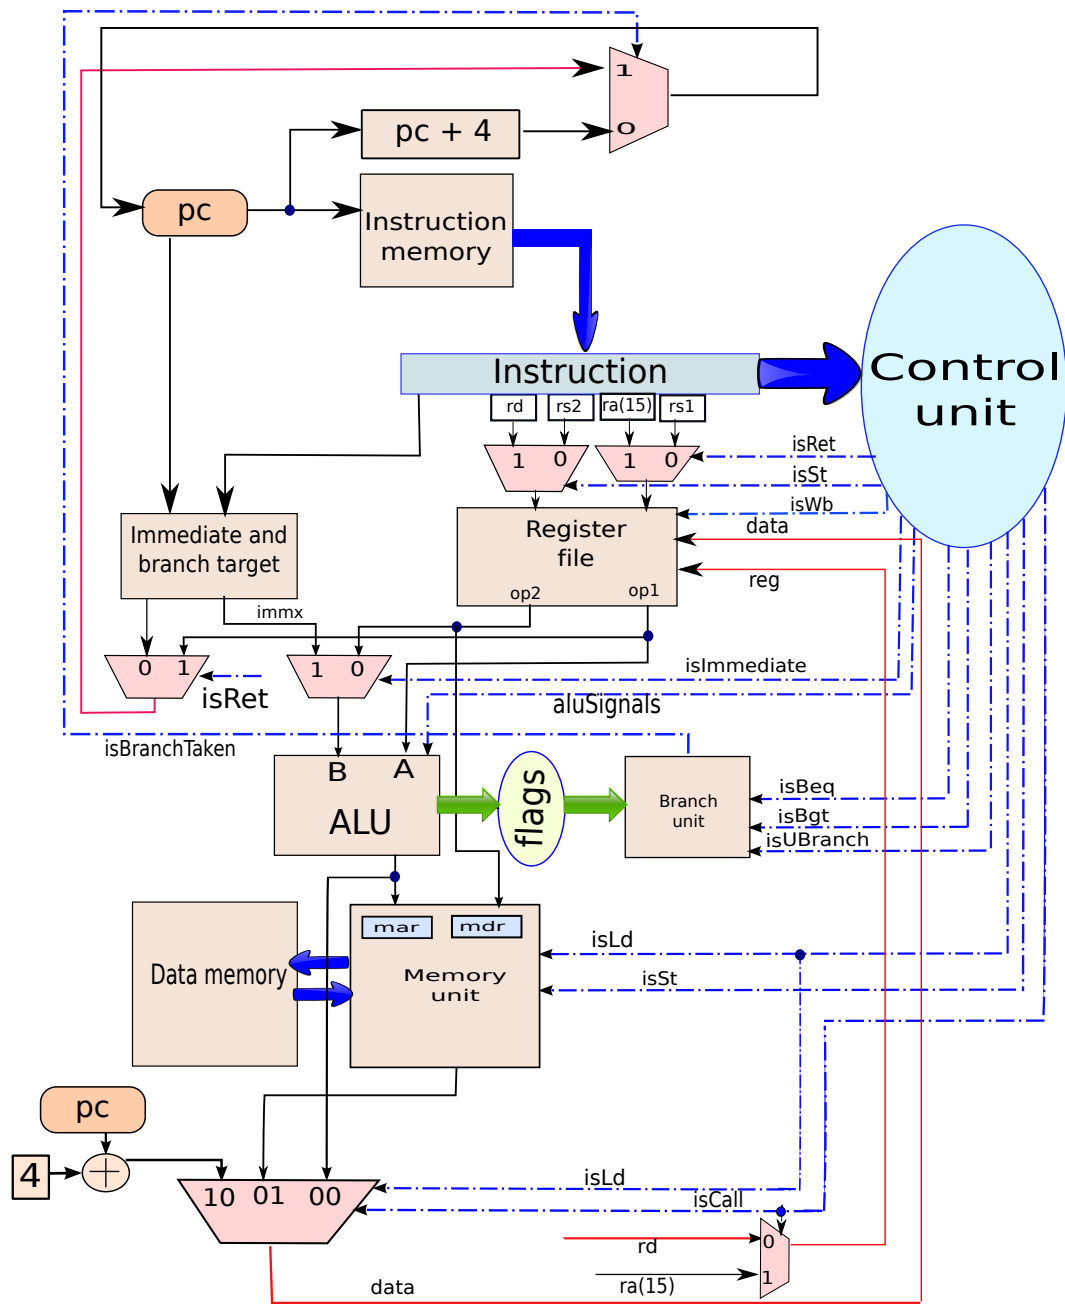 1
0
pc + 4
pc
Instruction
memory
Instruction
Control
unit
rd
rs2
ra(15)
rs1
1 0
1 0
isRet
isSt
isWb
data
reg
Register
file
op2
op1
Immediate and
branch target
immx
0 1
1 0
isRet
isImmediate
aluSignals
isBranchTaken
B
A
ALU
flags
Branch
unit
isBeq
isBgt
isUBranch
mar
mdr
Memory
unit
Data memory
isLd
isSt
pc
4
10 01 00
isLd
isCall
0
1
rd
ra(15)
data